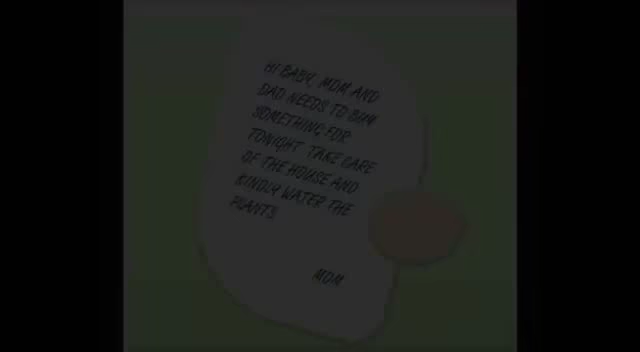 HI BABY, MOM AND
DAD NEEDS TO BUY
SOMETHING FOR
TONIGHT TAKE CARE
OF THE HOUSE AND
KINDLY WATER THE
PLANTS
MOM